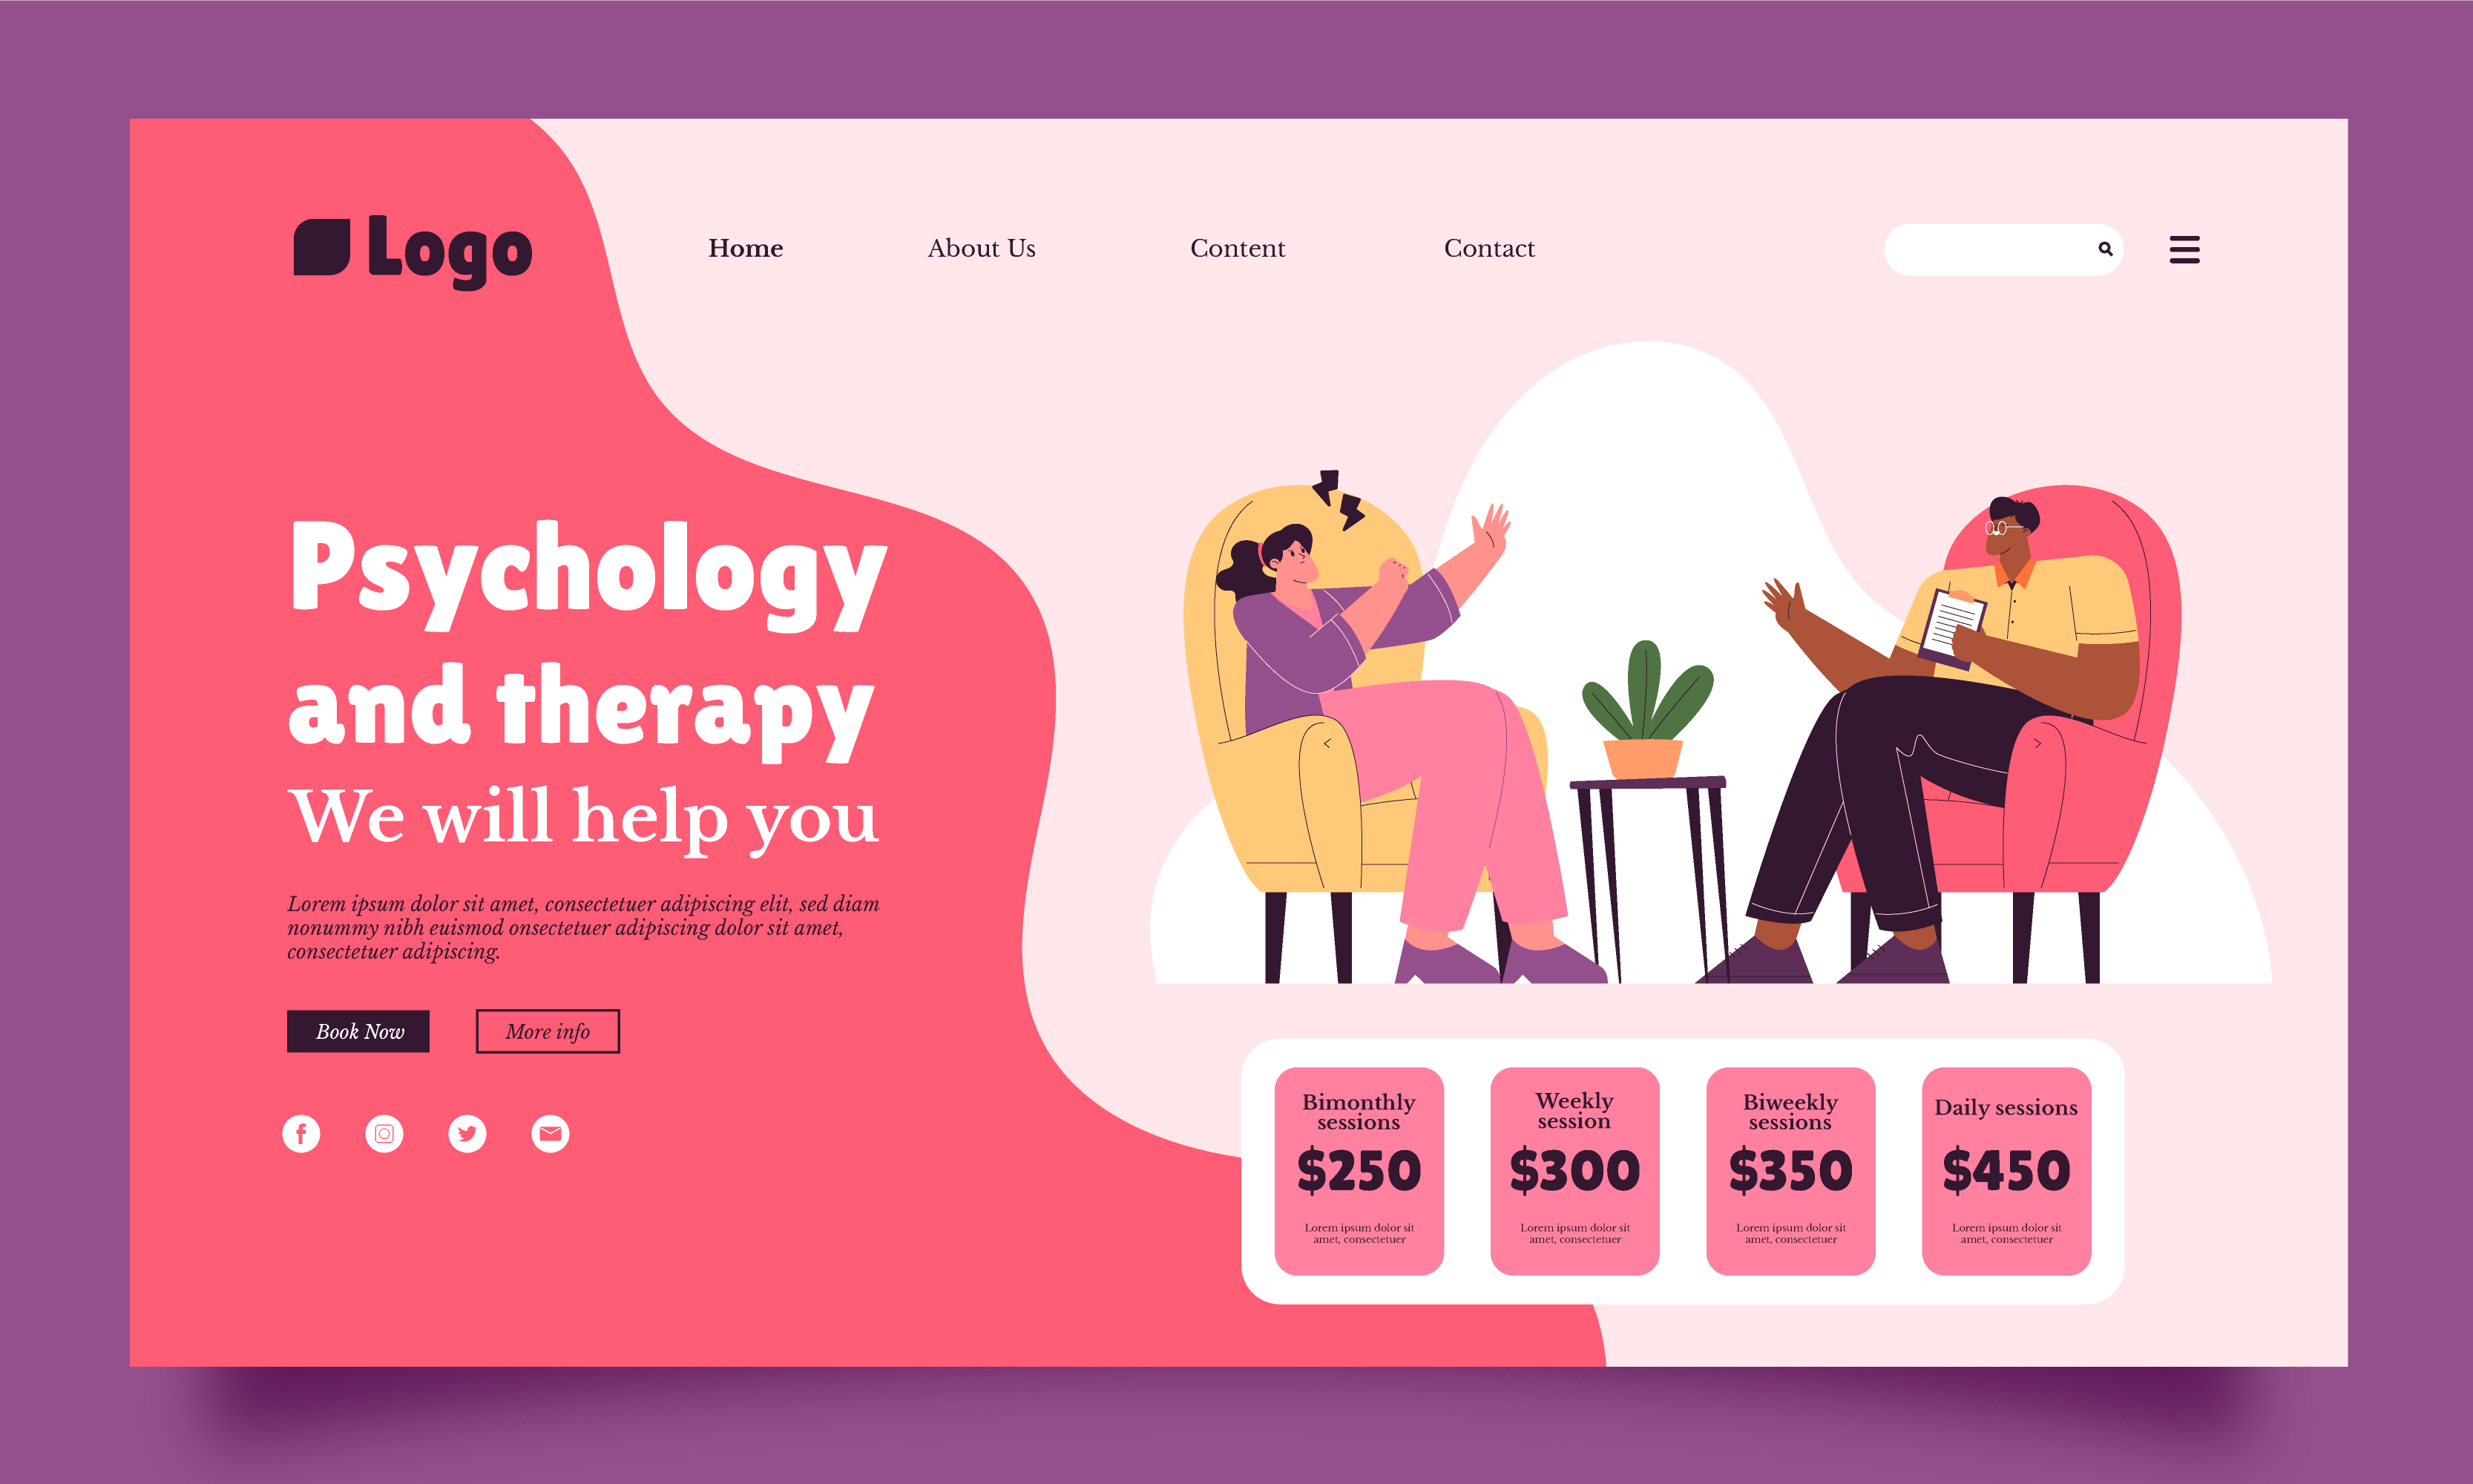 Logo
Home
About Us
Content
Contact
Psychology
and therapy
We will help you
Lorem ipsum dolor sit amet, consectetuer adipiscing elit, sed diam
nonummy nibh euismod onsectetuer adipiscing dolor sit amet,
consectetuer adipiscing.
Book Now
More info
Bimonthly
sessions
$250
Lorem ipsum dolor sit
amet, consectetuer
Weekly
session
$300
Lorem ipsum dolor sit
amet, consectetuer
Biweekly
sessions
$350
Lorem ipsum dolor sit
amet, consectetuer
Daily sessions
$450
Lorem ipsum dolor sit
amet, consectetuer